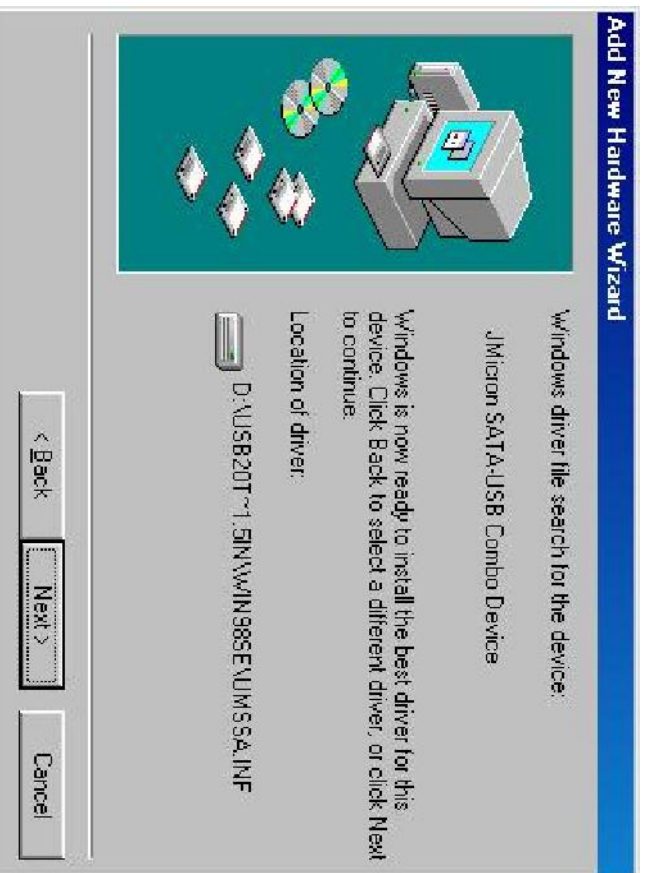 Add New Hardware Wizard
Windows driver file search for the device:
JMicron SATA-USB Combo Device
Windows is now ready to install the best driver for this
device. Click Back to select a different driver, or click Next
to continue.
Location of driver:
D:\USB20T~1.5IN\WIN98SE\UMSSA.INF
< Back
Next >
Cancel